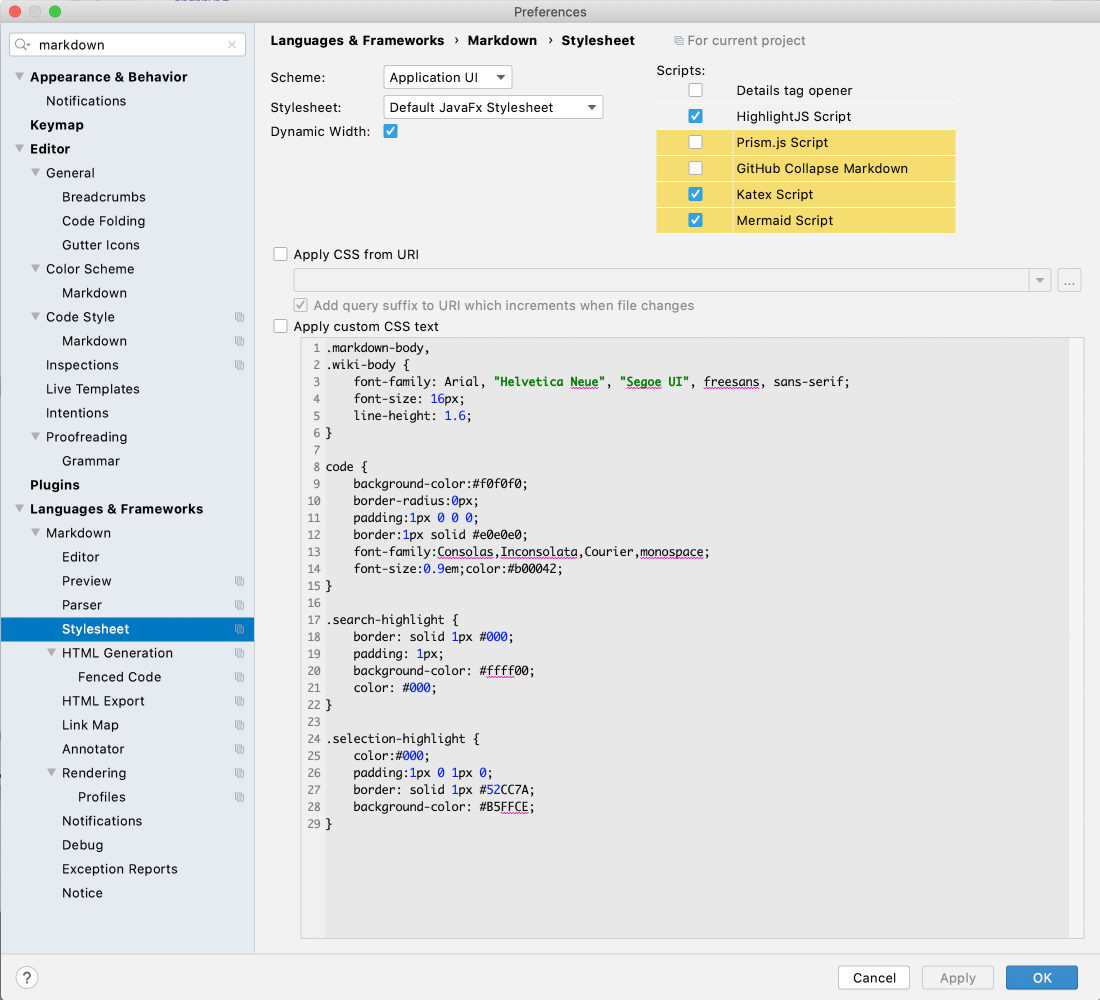 Preferences
markdown
Appearance & Behavior
Notifications
Keymap
Editor
General
Breadcrumbs
Code Folding
Gutter Icons
Color Scheme
Markdown
Code Style
Markdown
Inspections
Live Templates
Intentions
Proofreading
Grammar
Plugins
Languages & Frameworks
Markdown
Editor
Preview
Parser
Stylesheet
HTML Generation
Fenced Code
HTML Export
Link Map
Annotator
Rendering
Profiles
Notifications
Debug
Exception Reports
Notice
Languages & Frameworks › Markdown › Stylesheet For current project
Scheme: Application UI
Stylesheet: Default JavaFx Stylesheet
Dynamic Width:
Scripts:
Details tag opener
HighlightJS Script
Prism.js Script
GitHub Collapse Markdown
Katex Script
Mermaid Script
Apply CSS from URI
...
Add query suffix to URI which increments when file changes
Apply custom CSS text
1 .markdown-body,
2 .wiki-body {
3 font-family: Arial, "Helvetica Neue", "Segoe UI", freesans, sans-serif;
4 font-size: 16px;
5 line-height: 1.6;
6 }
7
8 code {
9 background-color:#f0f0f0;
10 border-radius:0px;
11 padding:1px 0 0 0;
12 border:1px solid #e0e0e0;
13 font-family:Consolas,Inconsolata,Courier,monospace;
14 font-size:0.9em;color:#b00042;
15 }
16
17 .search-highlight {
18 border: solid 1px #000;
19 padding: 1px;
20 background-color: #ffff00;
21 color: #000;
22 }
23
24 .selection-highlight {
25 color:#000;
26 padding:1px 0 1px 0;
27 border: solid 1px #52CC7A;
28 background-color: #B5FFCE;
29 }
?
Cancel
Apply
OK